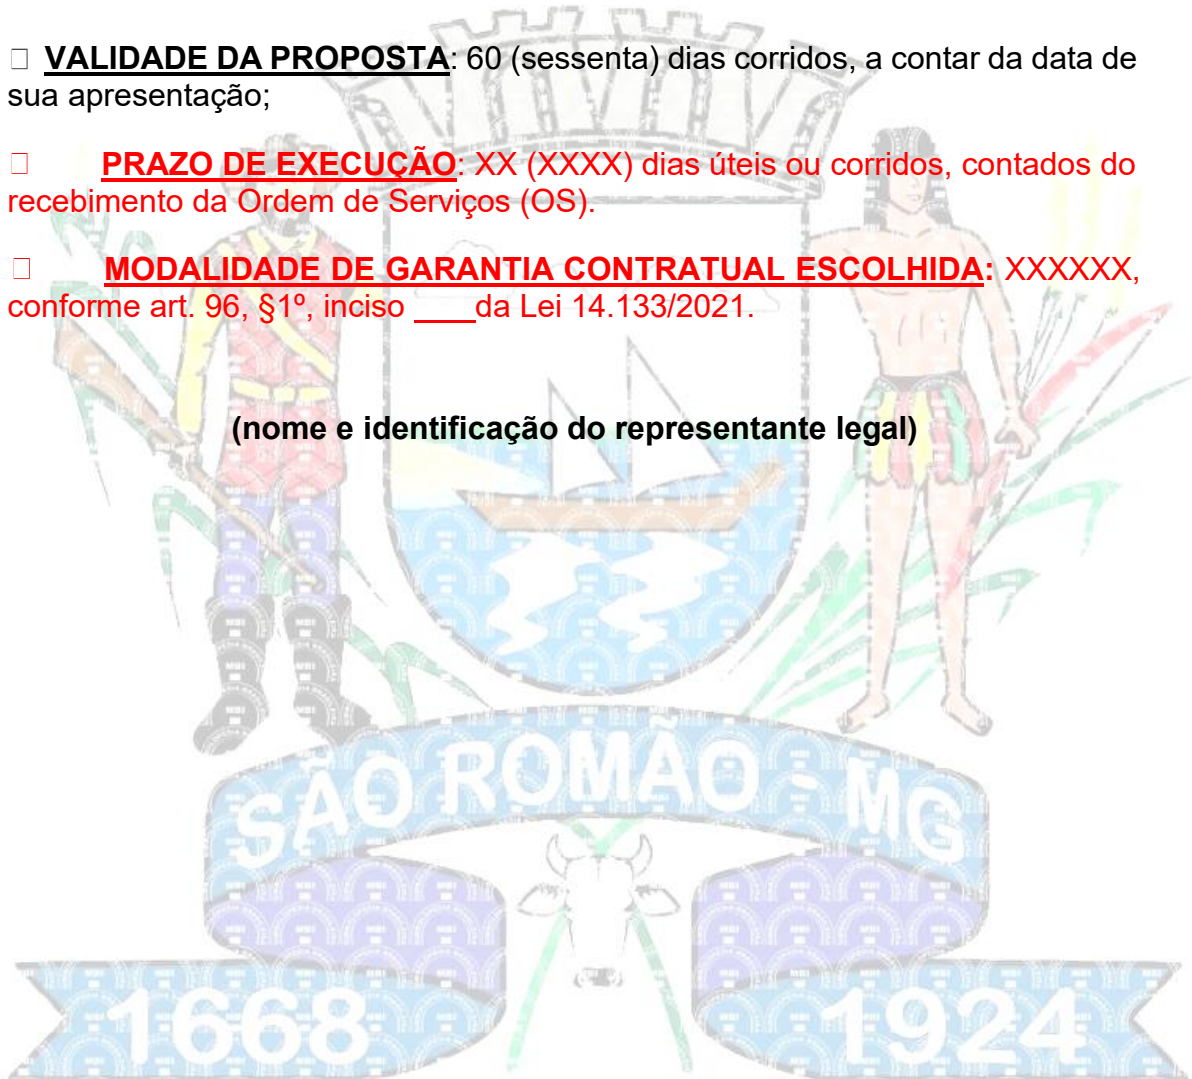 □ VALIDADE DA PROPOSTA: 60 (sessenta) dias corridos, a contar da data de
sua apresentação;
□ PRAZO DE EXECUÇÃO: XX (XXXX) dias úteis ou corridos, contados do
recebimento da Ordem de Serviços (OS).
□ MODALIDADE DE GARANTIA CONTRATUAL ESCOLHIDA: XXXXXX,
conforme art. 96, §1º, inciso ____da Lei 14.133/2021.
(nome e identificação do representante legal)
SÃO ROMÃO - MG
1668 1924